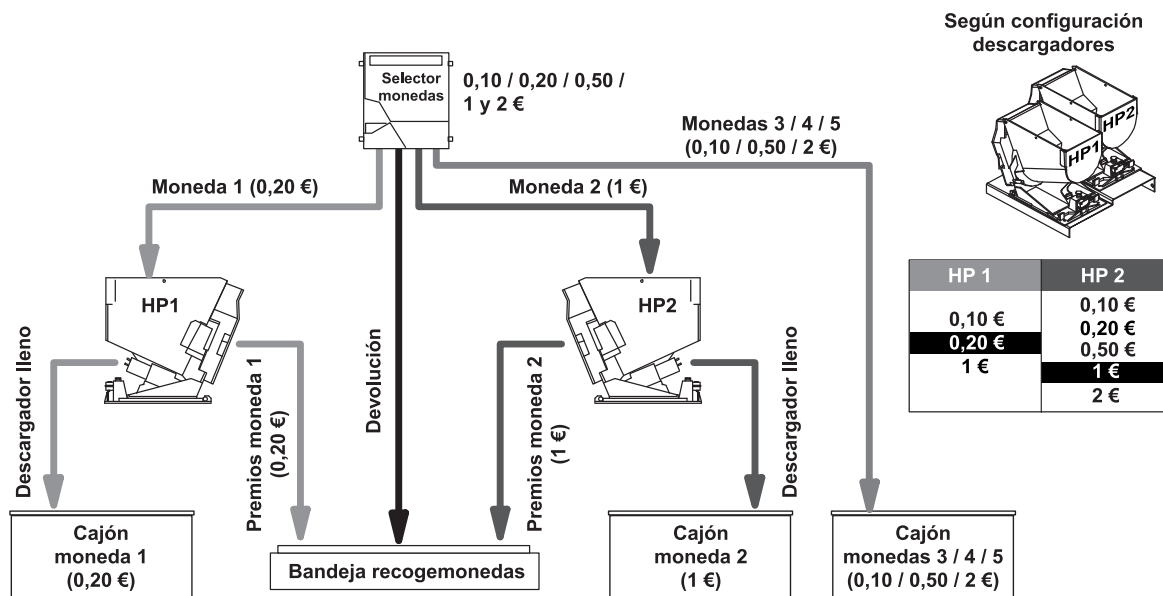 Según configuración
descargadores
HP2
HP1
Selector
monedas
0,10 / 0,20 / 0,50 /
1 y 2 €
Monedas 3 / 4 / 5
(0,10 / 0,50 / 2 €)
Moneda 1 (0,20 €)
Moneda 2 (1 €)
HP1
HP2
HP 1
HP 2
0,10 €
0,20 €
1 €
0,10 €
0,20 €
0,50 €
1 €
2 €
Descargador lleno
Premios moneda 1
(0,20 €)
Devolución
Premios moneda 2
(1 €)
Descargador lleno
Cajón
moneda 1
(0,20 €)
Bandeja recogemonedas
Cajón
moneda 2
(1 €)
Cajón
monedas 3 / 4 / 5
(0,10 / 0,50 / 2 €)